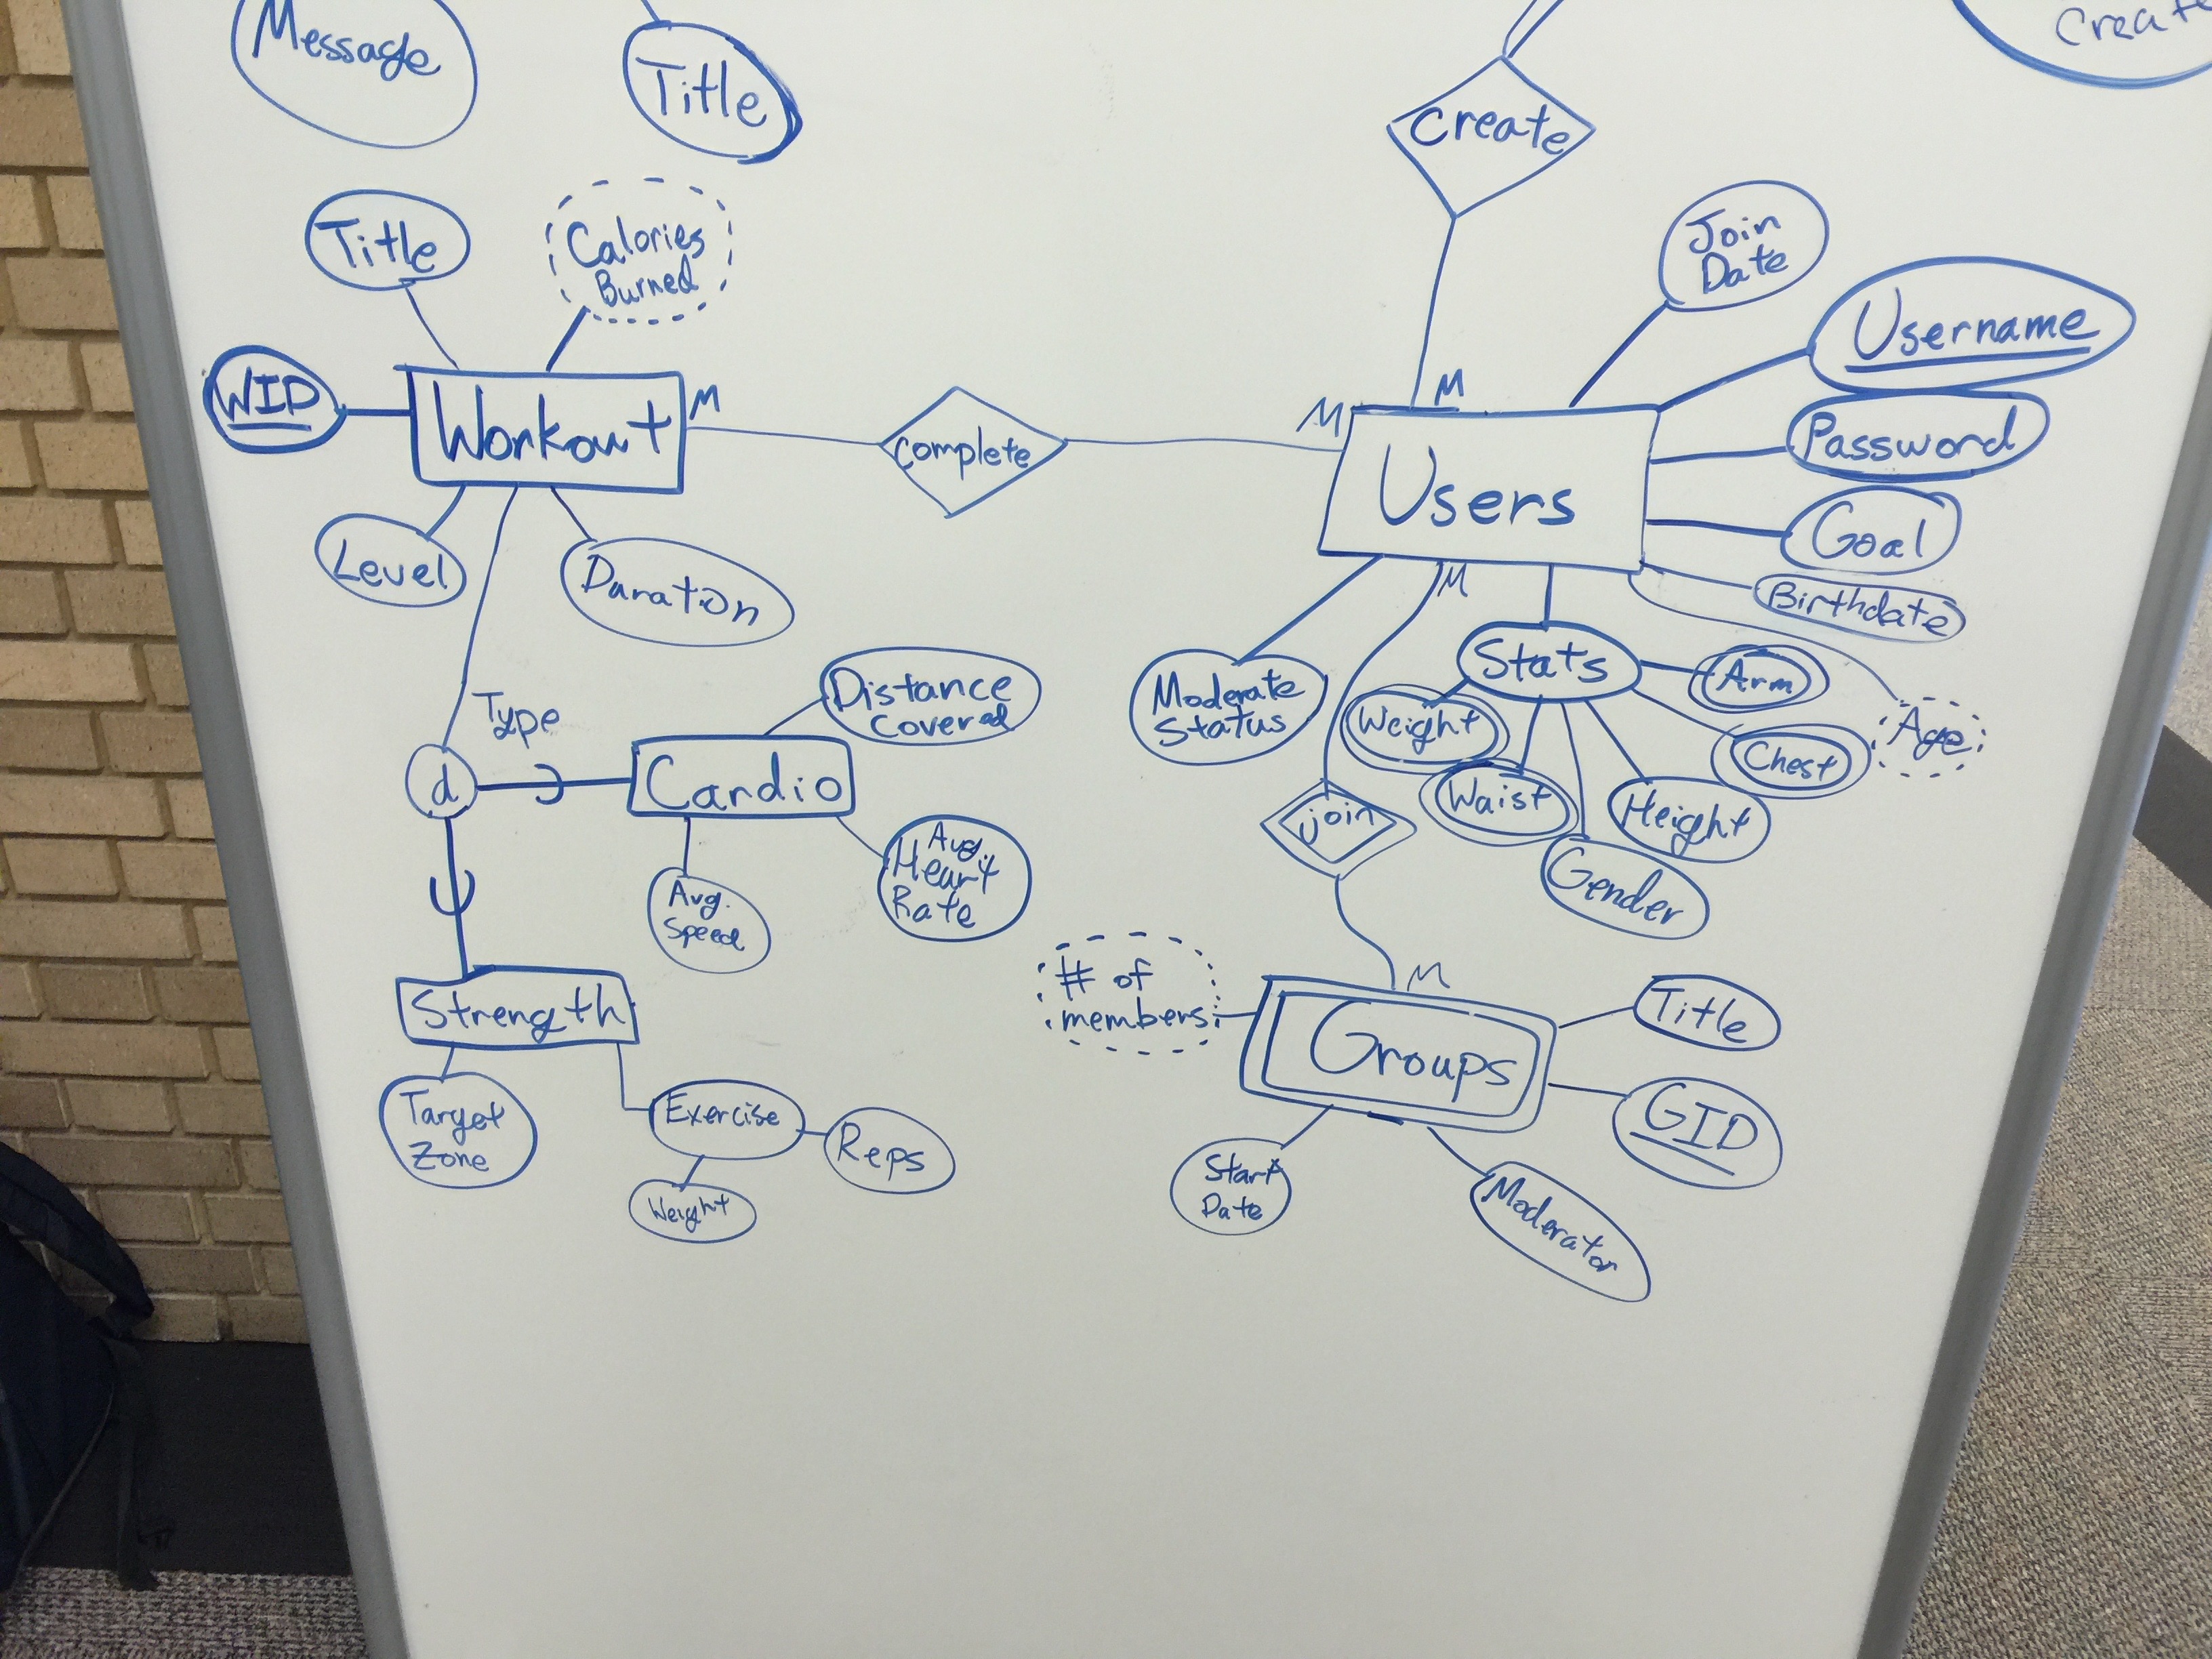 Message
Title
Create
Create
Title
Calories
Burned
Join
Date
Username
WID
Workout
M
complete
M
M
Users
Password
Goal
Birthdate
Level
Duration
M
Stats
Arm
Moderate
Status
Weight
Chest
Age
Type
Distance
Covered
d
Cardio
join
Waist
Height
Gender
Avg.
Speed
Avg.
Heart
Rate
# of
members
M
Strength
Groups
Title
GID
Target
Zone
Exercise
Reps
Weight
Start
Date
Moderator